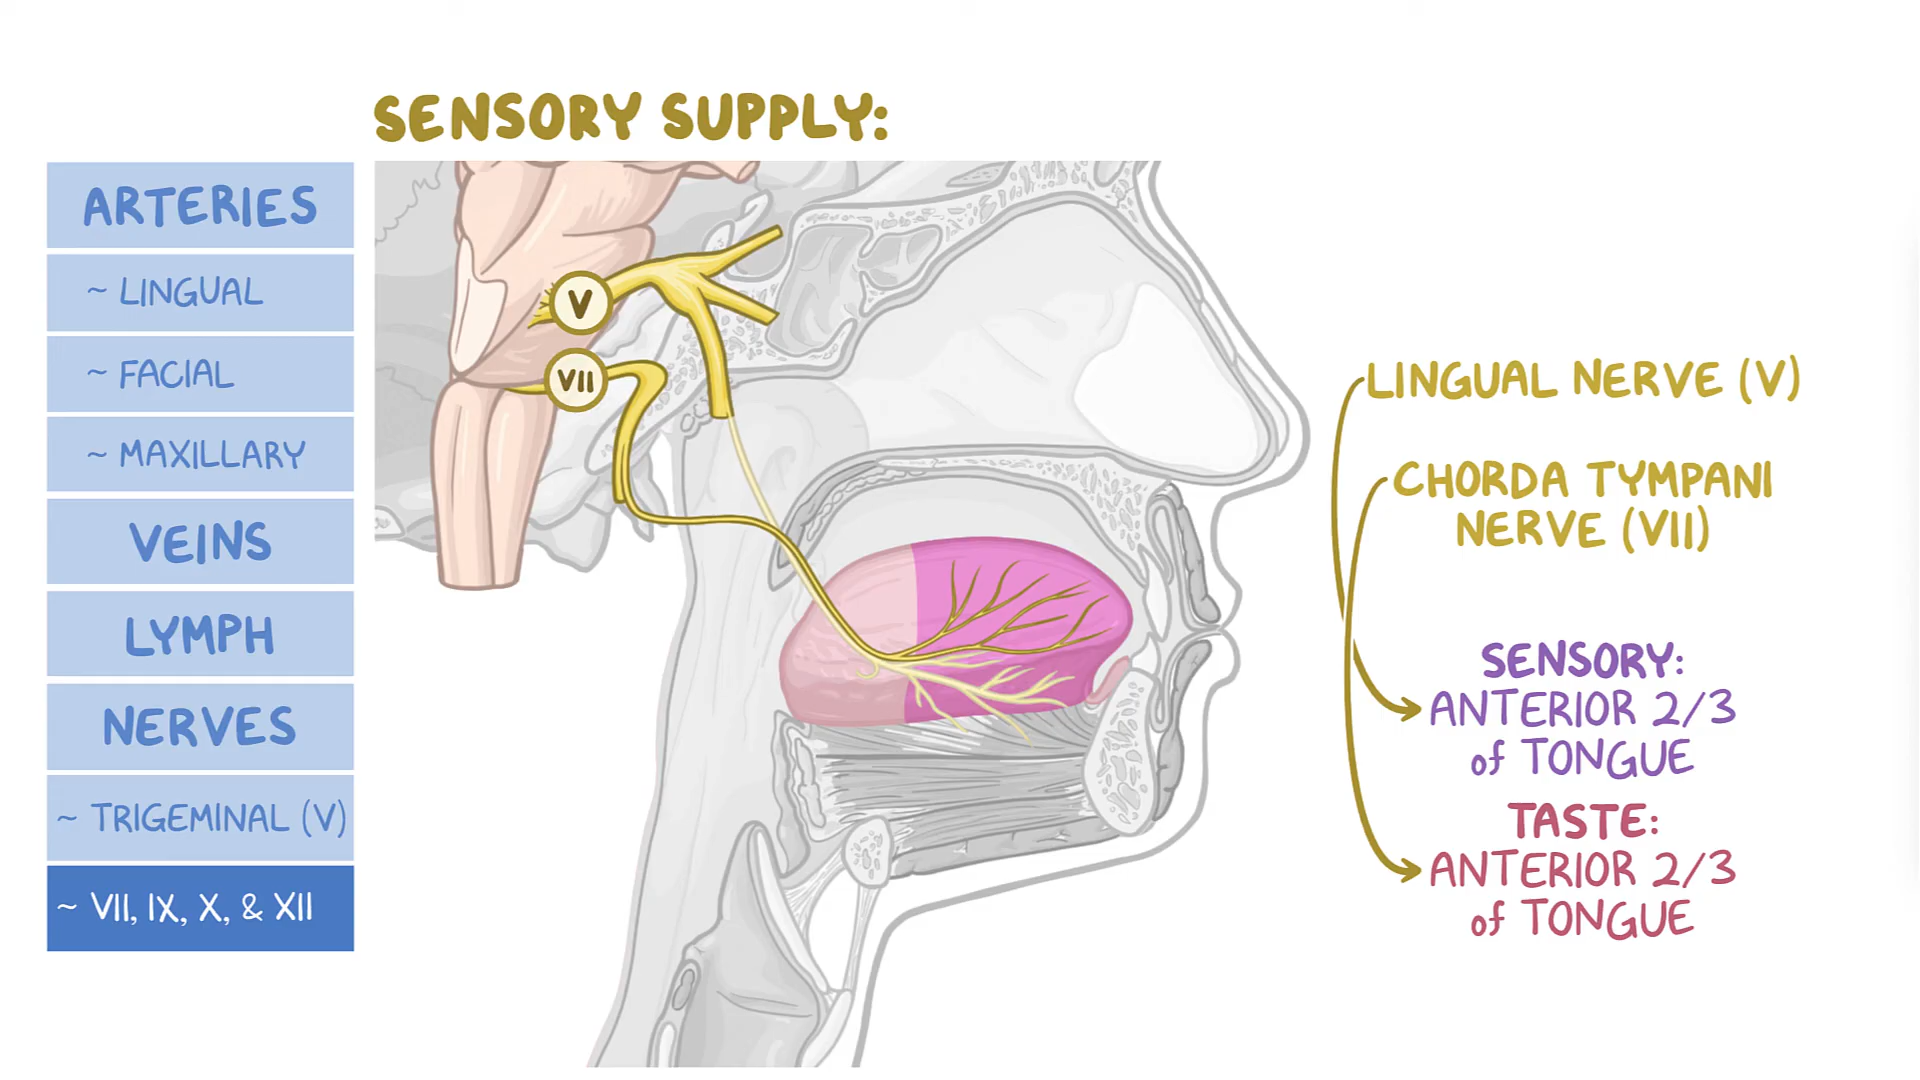 SENSORY SUPPLY:
ARTERIES
~ LINGUAL
~ FACIAL
~ MAXILLARY
VEINS
LYMPH
NERVES
~ TRIGEMINAL (V)
~ VII, IX, X, & XII
V
VII
LINGUAL NERVE (V)
CHORDA TYMPANI
NERVE (VII)
SENSORY:
ANTERIOR 2/3
of TONGUE
TASTE:
ANTERIOR 2/3
of TONGUE